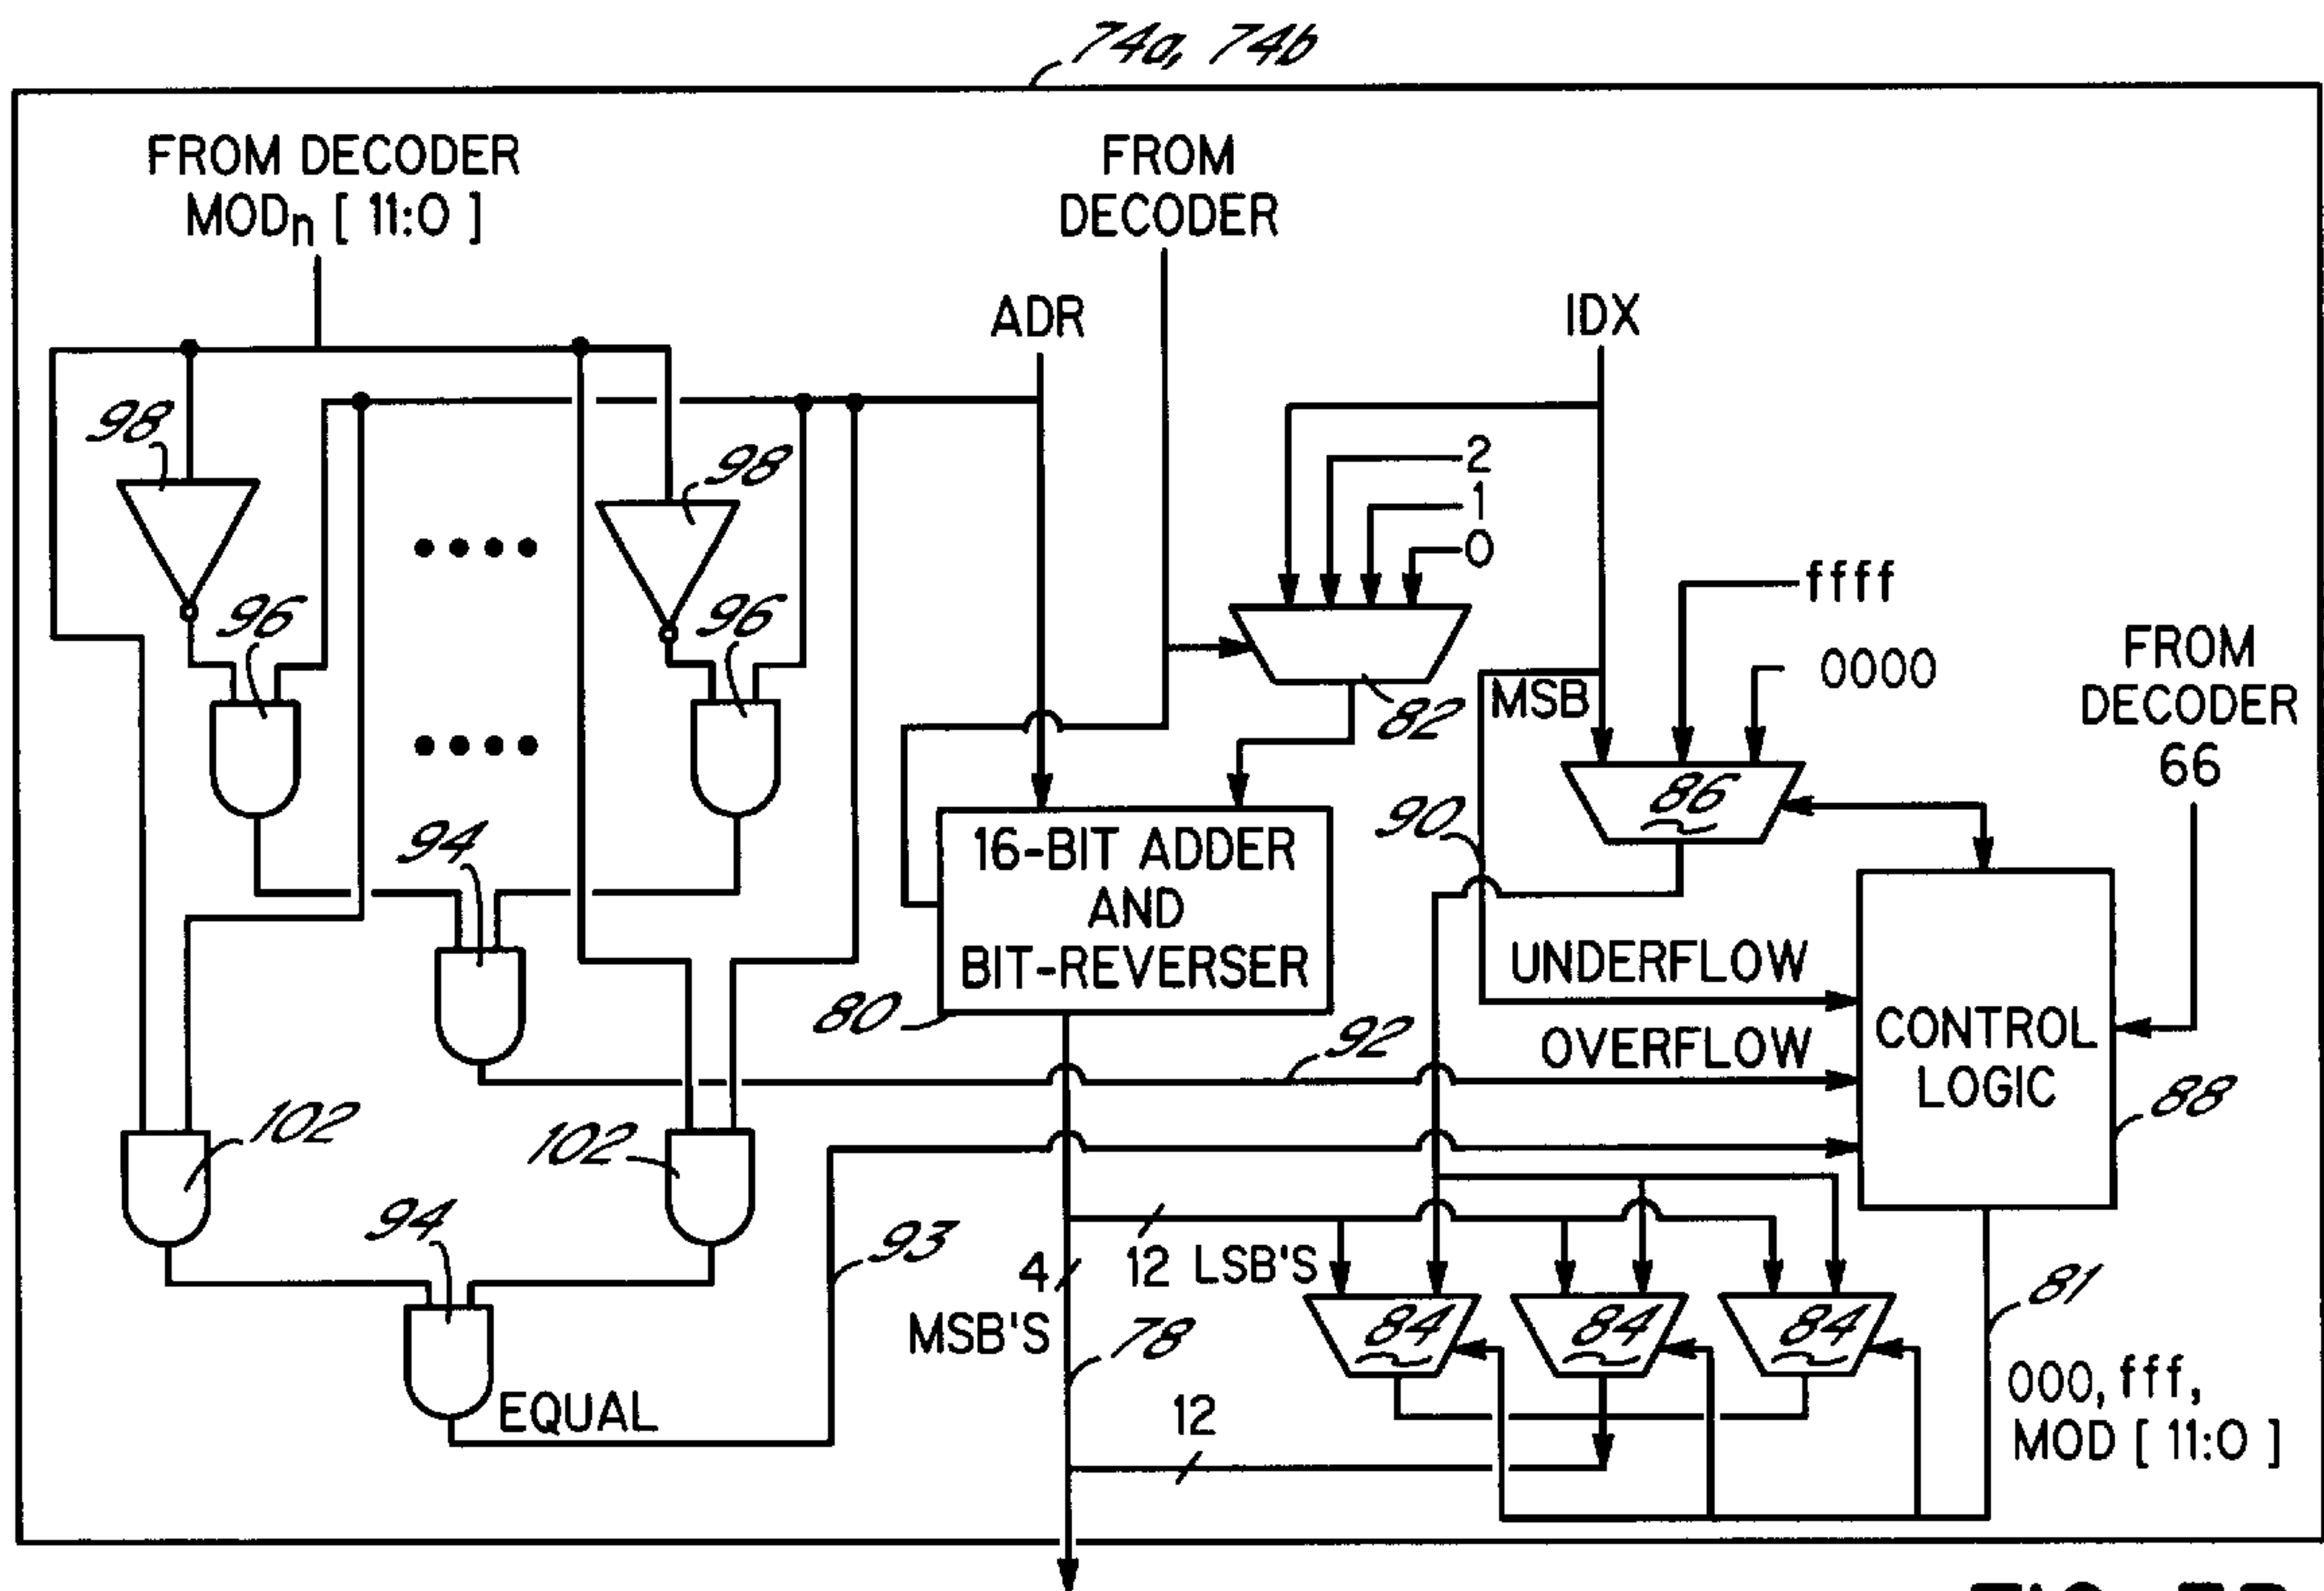 74a, 74b
FROM DECODER
MODn [ 11:0 ]
FROM
DECODER
ADR
IDX
98
98
2
1
0
96
96
ffff
0000
FROM
DECODER
66
MSB
82
86
90
94
16-BIT ADDER
AND
BIT-REVERSER
80
UNDERFLOW
92
OVERFLOW
CONTROL
LOGIC
88
102
102
94
93
4
MSB'S
12 LSB'S
84
84
84
81
78
12
EQUAL
000, fff,
MOD [ 11:0 ]